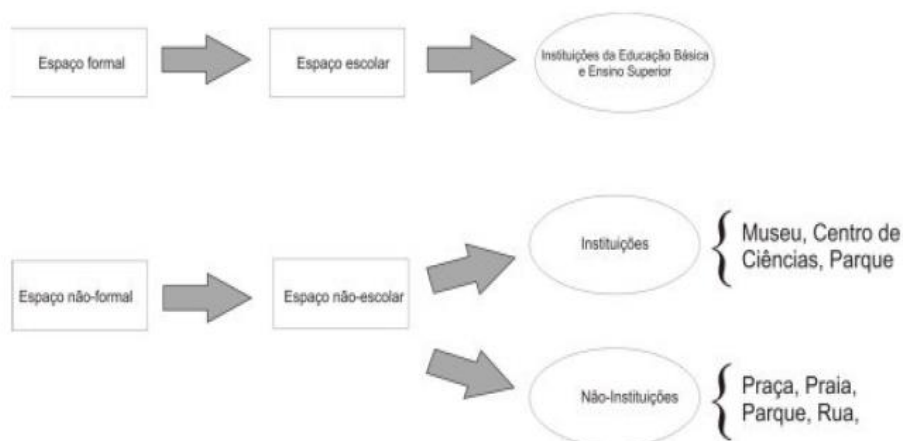 Espaço formal
Espaço escolar
Instituições da Educação Básica
e Ensino Superior
Instituições
Museu, Centro de
Ciências, Parque
Espaço não-formal
Espaço não-escolar
Não-Instituições
Praça, Praia,
Parque, Rua,